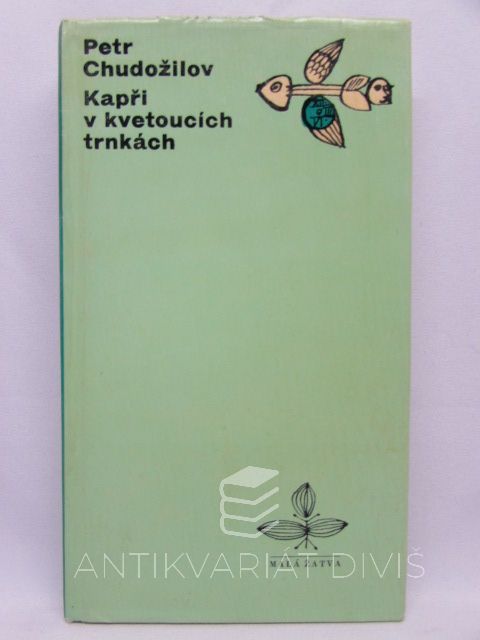 Petr
Chudožilov
Kapři
v kvetoucích
trnkách
MALÁ ŽATVA
ANTIKVARIÁT DIVIŠ